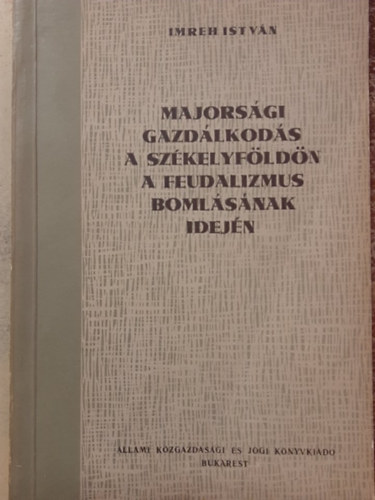 IMREH ISTVÁN
MAJORSÁGI
GAZDÁLKODÁS
A SZÉKELYFÖLDÖN
A FEUDALIZMUS
BOMLÁSÁNAK
IDEJÉN
ÁLLAMI KÖZGAZDASÁGI ÉS JOGI KÖNYVKIADÓ
BUKAREST